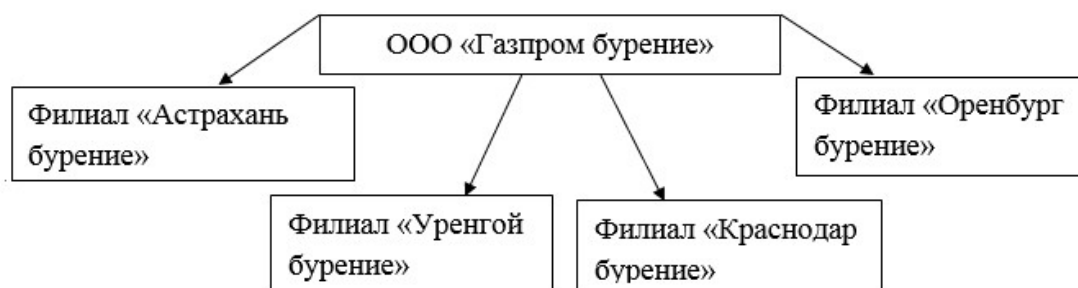 ООО «Газпром бурение»
Филиал «Астрахань
бурение»
Филиал «Оренбург
бурение»
Филиал «Уренгой
бурение»
Филиал «Краснодар
бурение»